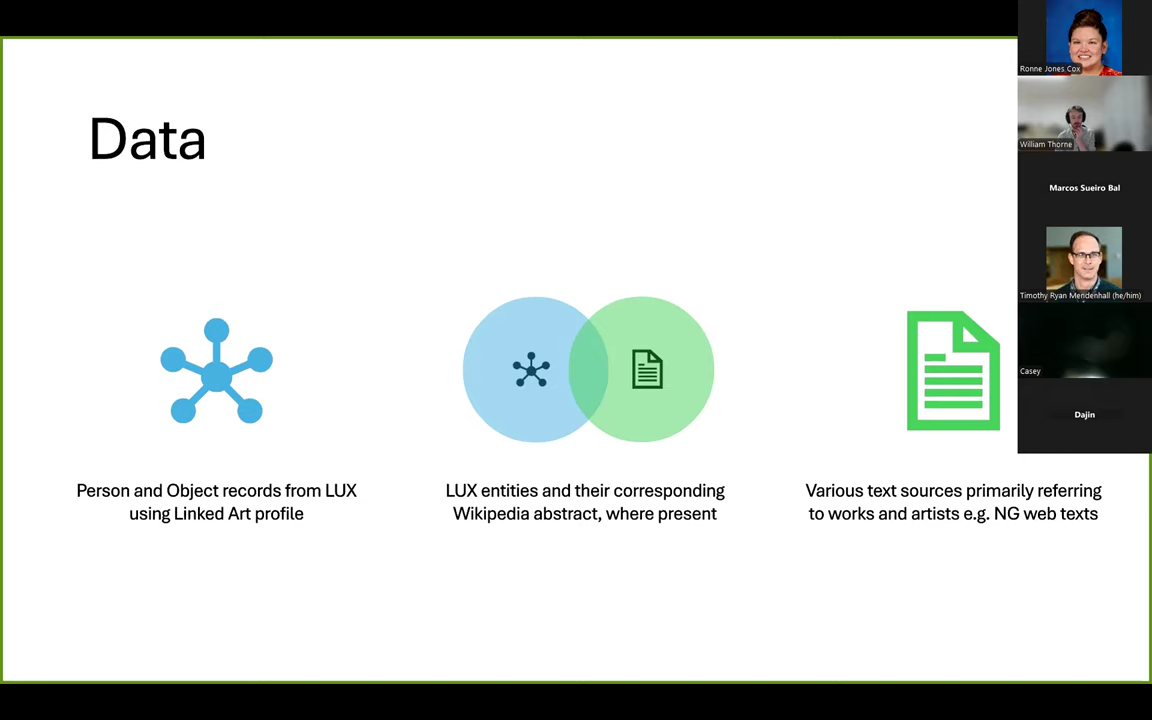 Data
Person and Object records from LUX
using Linked Art profile
LUX entities and their corresponding
Wikipedia abstract, where present
Various text sources primarily referring
to works and artists e.g. NG web texts
Ronne Jones Cox
William Thorne
Marcos Sueiro Bal
Timothy Ryan Mendenhall (he/him)
Casey
Dajin